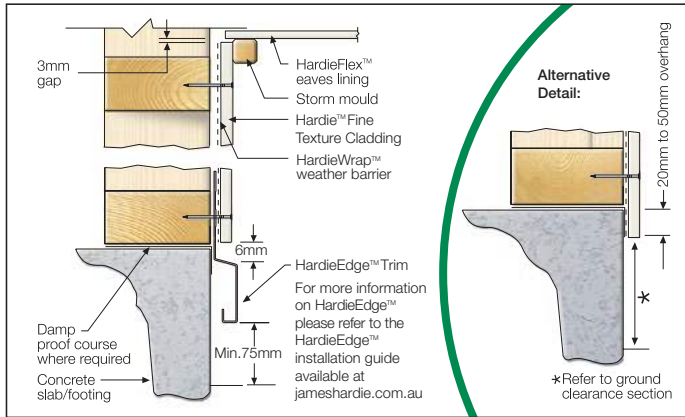 3mm
gap
HardieFlex™
eaves lining
Storm mould
Hardie™ Fine
Texture Cladding
HardieWrap™
weather barrier
6mm
HardieEdge™ Trim
For more information
on HardieEdge™
please refer to the
HardieEdge™
installation guide
available at
jameshardie.com.au
Damp
proof course
where required
Min.75mm
Concrete
slab/footing
Alternative
Detail:
20mm to 50mm overhang
*
*Refer to ground
clearance section